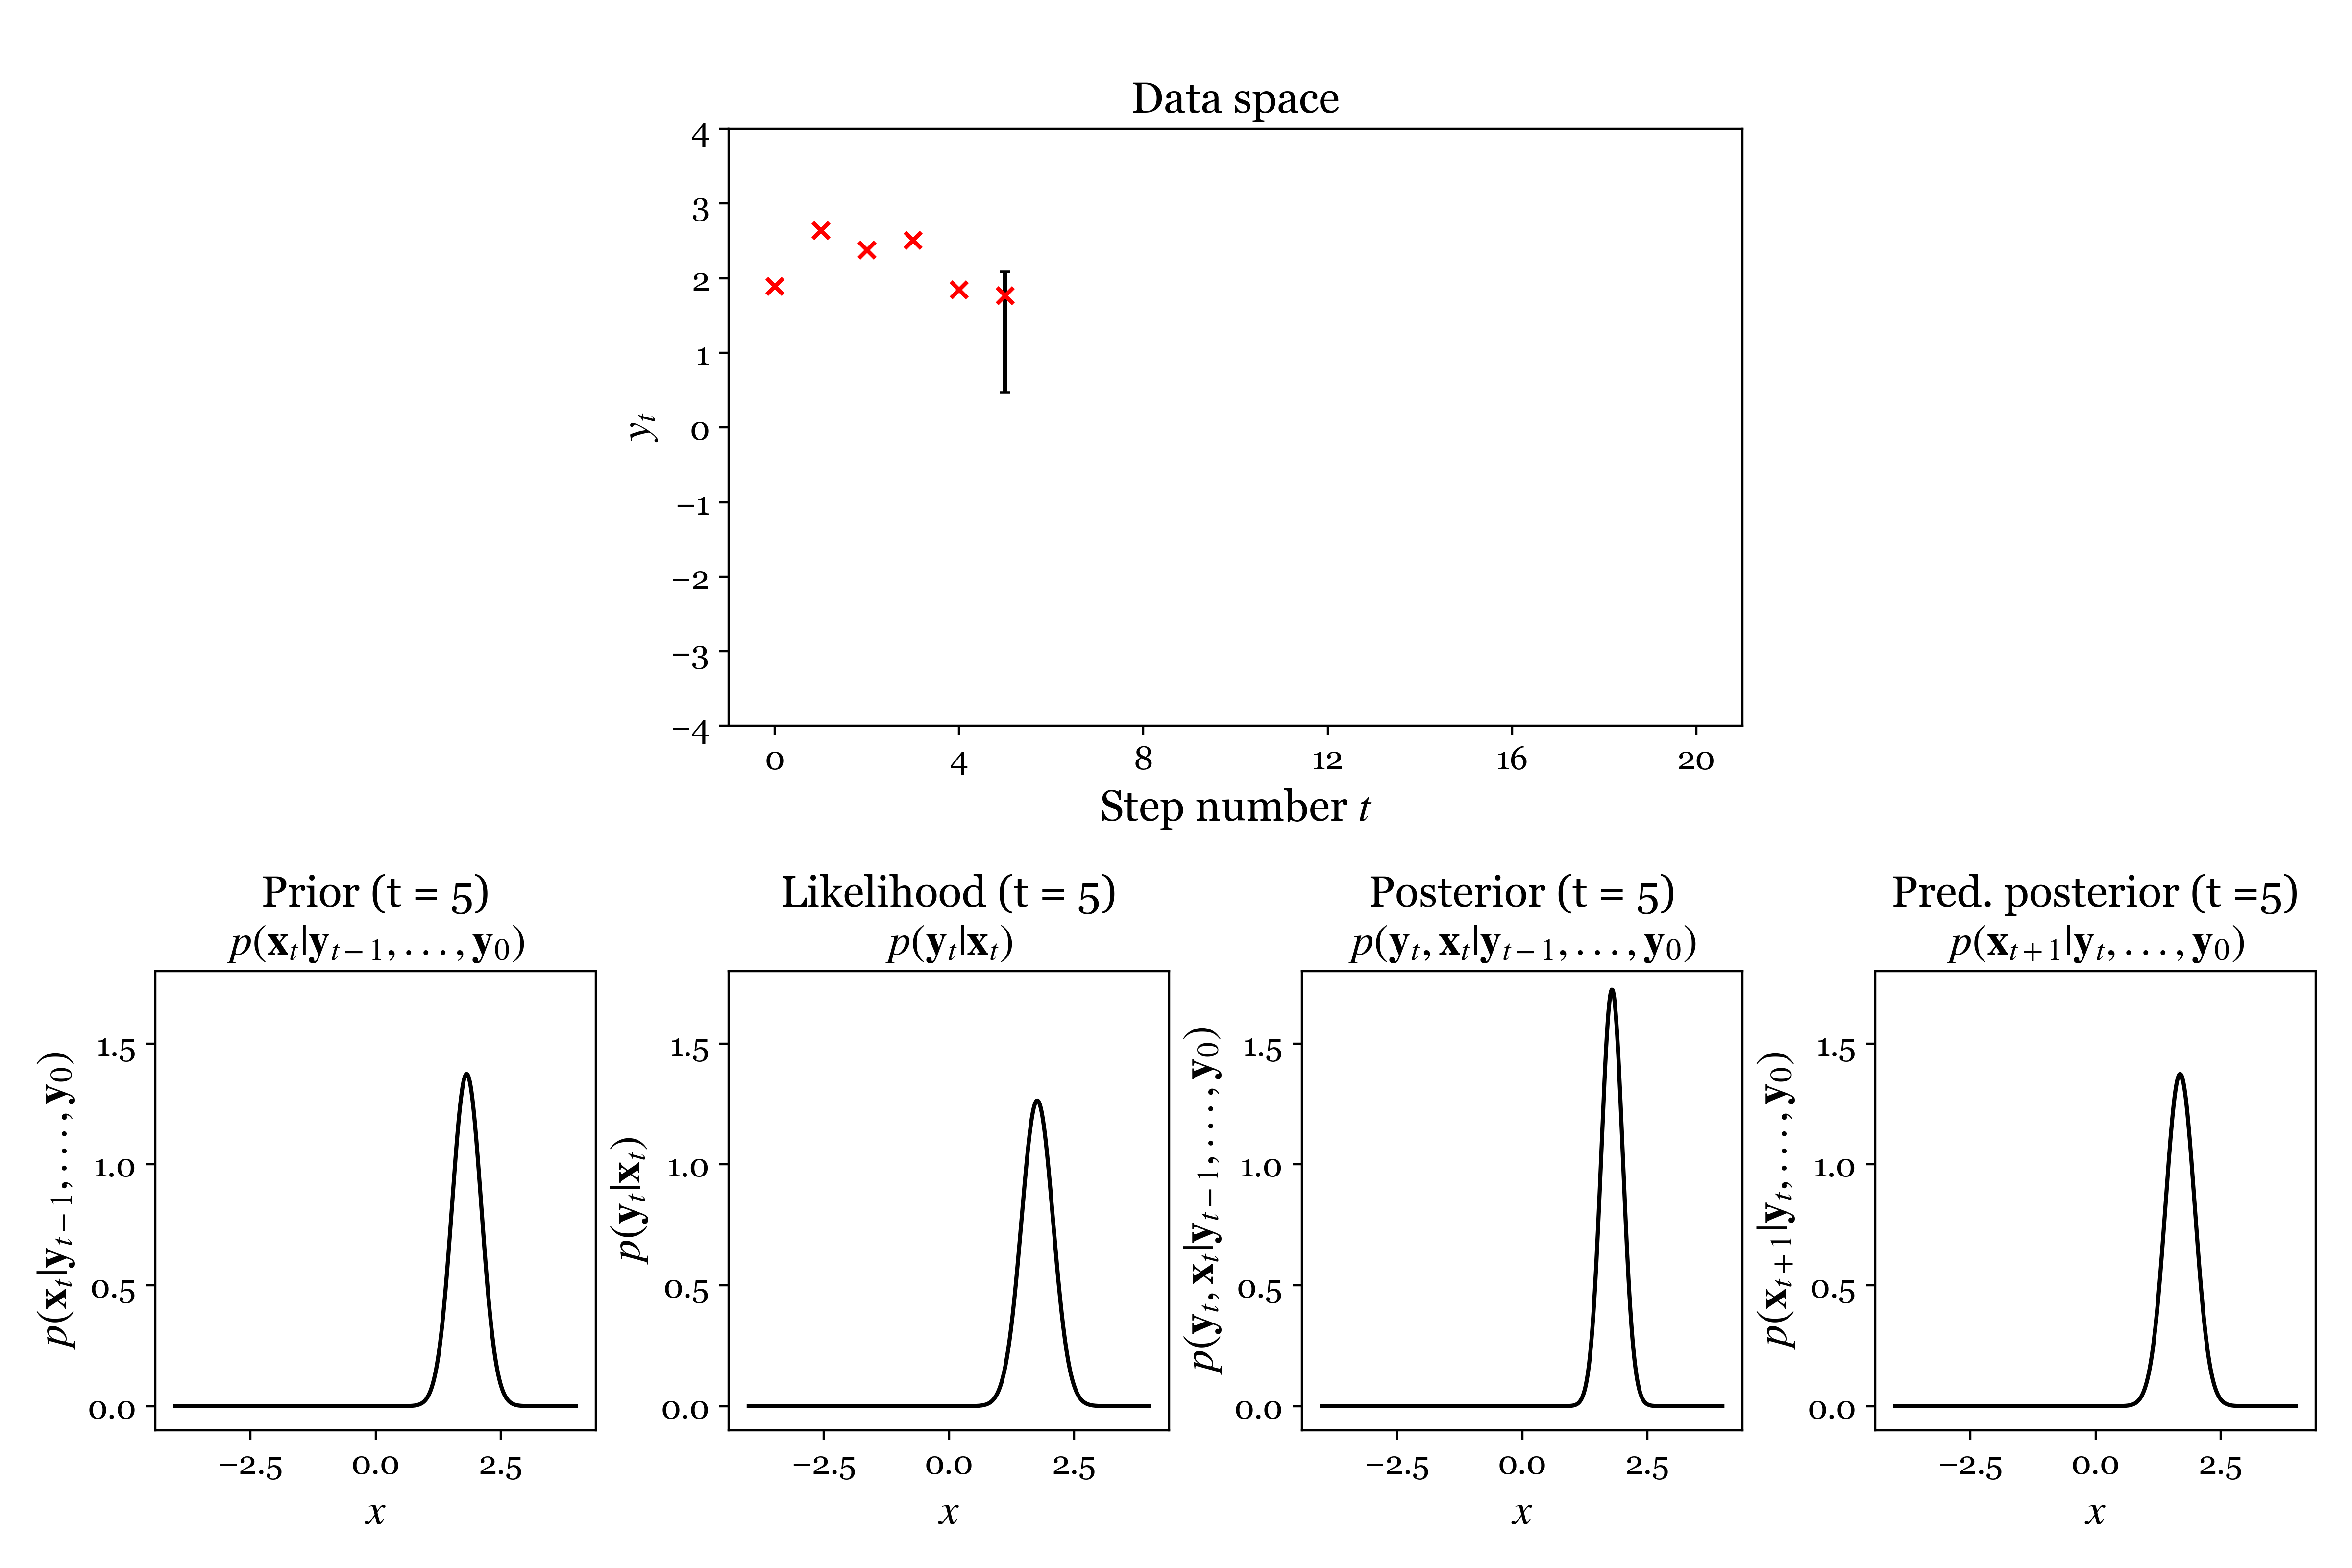 Data space
4
3
2
1
0
−1
−2
−3
−4
y_t
0 4 8 12 16 20
Step number t
Prior (t = 5)
p(x_t|y_{t−1}, . . . , y_0)
1.5
1.0
0.5
0.0
p(x_t|y_{t−1}, . . . , y_0)
−2.5 0.0 2.5
x
Likelihood (t = 5)
p(y_t|x_t)
1.5
1.0
0.5
0.0
p(y_t|x_t)
−2.5 0.0 2.5
x
Posterior (t = 5)
p(y_t, x_t|y_{t−1}, . . . , y_0)
1.5
1.0
0.5
0.0
p(y_t, x_t|y_{t−1}, . . . , y_0)
−2.5 0.0 2.5
x
Pred. posterior (t =5)
p(x_{t+1}|y_t, . . . , y_0)
1.5
1.0
0.5
0.0
p(x_{t+1}|y_t, . . . , y_0)
−2.5 0.0 2.5
x